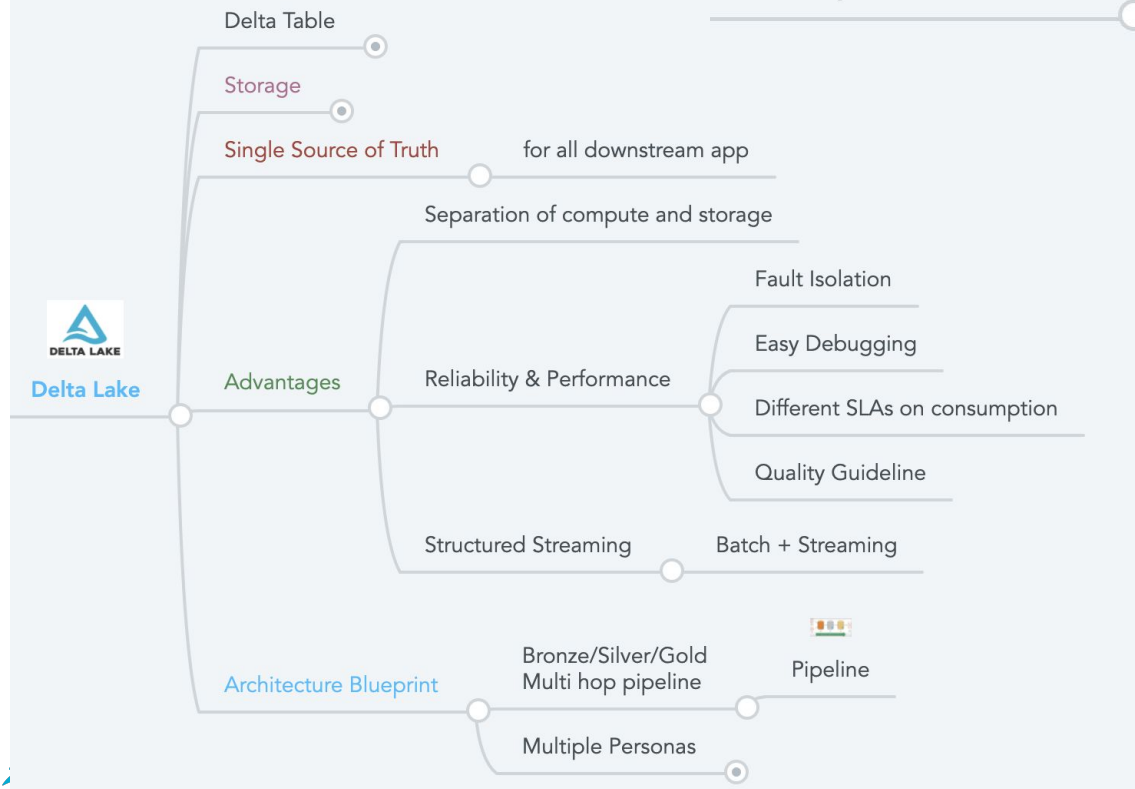 Delta Table
Storage
Single Source of Truth
for all downstream app
Separation of compute and storage
Fault Isolation
Easy Debugging
DELTA LAKE
Delta Lake
Advantages
Reliability & Performance
Different SLAs on consumption
Quality Guideline
Structured Streaming
Batch + Streaming
Architecture Blueprint
Bronze/Silver/Gold
Multi hop pipeline
Pipeline
Multiple Personas